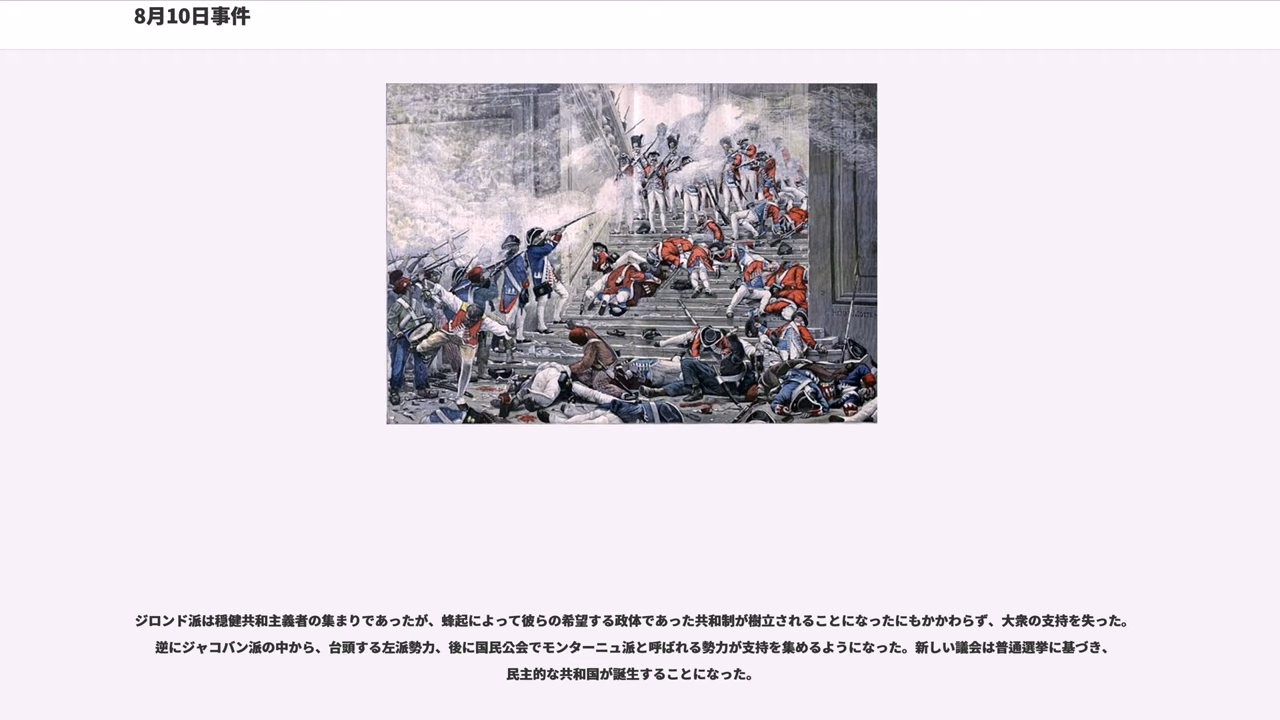 8月10日事件
ジロンド派は穏健共和主義者の集まりであったが、蜂起によって彼らの希望する政体であった共和制が樹立されることになったにもかかわらず、大衆の支持を失った。
逆にジャコバン派の中から、台頭する左派勢力、後に国民公会でモンターニュ派と呼ばれる勢力が支持を集めるようになった。新しい議会は普通選挙に基づき、
民主的な共和国が誕生することになった。